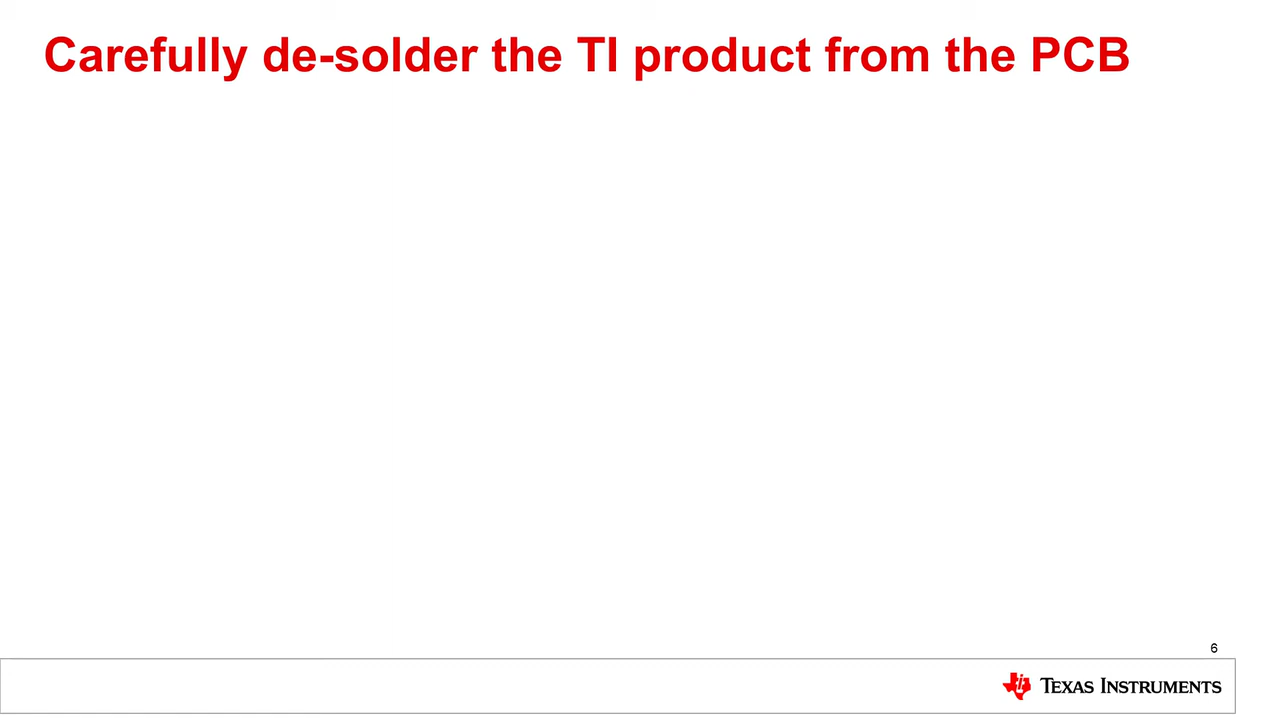 Carefully de-solder the TI product from the PCB
6
TEXAS INSTRUMENTS